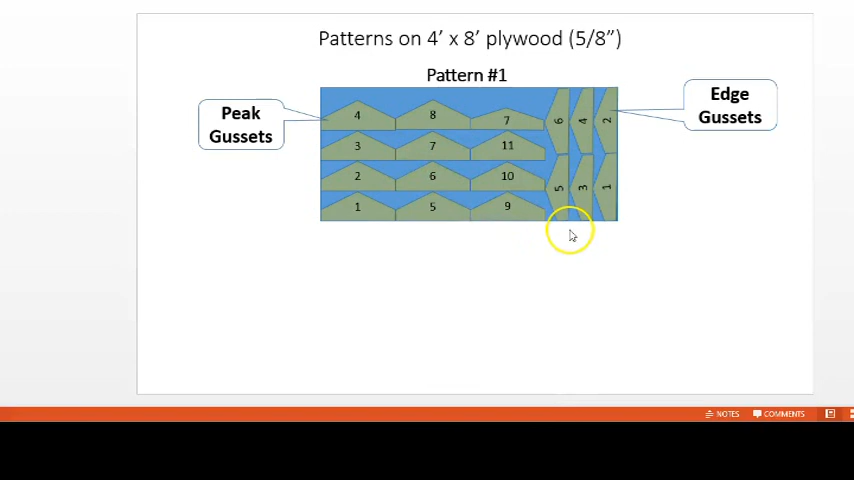 Patterns on 4’ x 8’ plywood (5/8”)
Pattern #1
Peak
Gussets
Edge
Gussets
4 8 7 6 4 2
3 7 11
2 6 10 5 3 1
1 5 9
NOTES COMMENTS